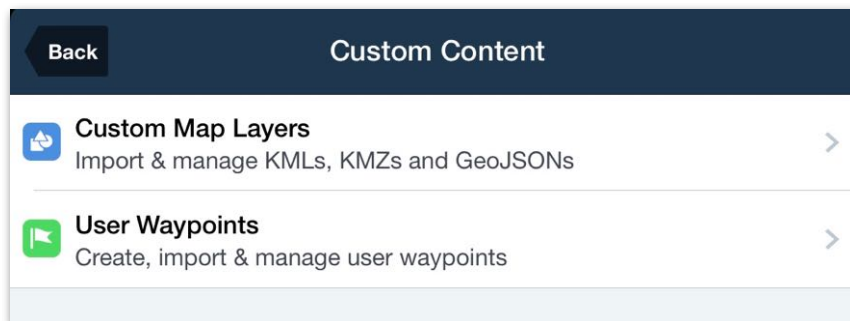 Back
Custom Content
Custom Map Layers
Import & manage KMLs, KMZs and GeoJSONs
User Waypoints
Create, import & manage user waypoints